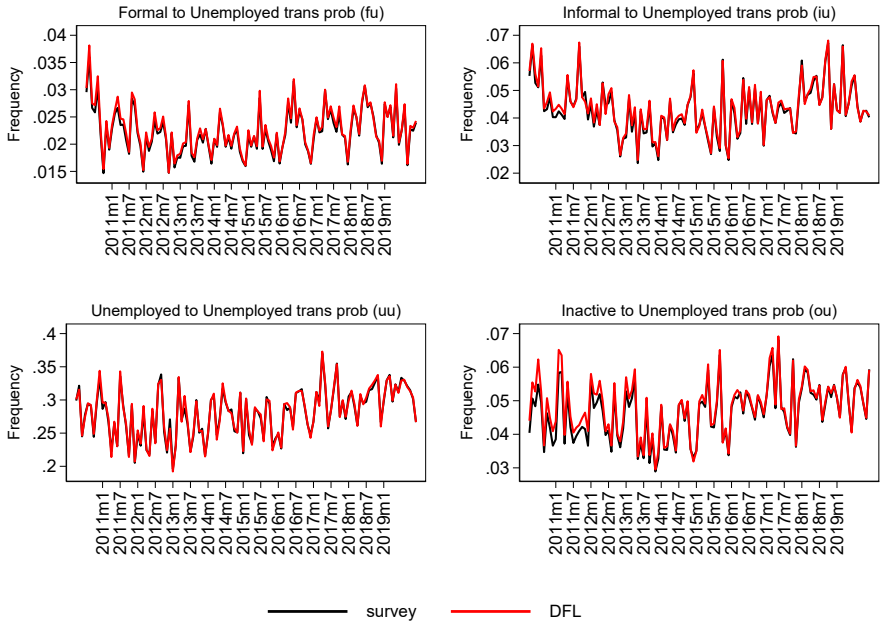 Formal to Unemployed trans prob (fu)
Frequency
.04
.035
.03
.025
.02
.015
2011m1
2011m7
2012m1
2012m7
2013m1
2013m7
2014m1
2014m7
2015m1
2015m7
2016m1
2016m7
2017m1
2017m7
2018m1
2018m7
2019m1
Informal to Unemployed trans prob (iu)
Frequency
.07
.06
.05
.04
.03
.02
2011m1
2011m7
2012m1
2012m7
2013m1
2013m7
2014m1
2014m7
2015m1
2015m7
2016m1
2016m7
2017m1
2017m7
2018m1
2018m7
2019m1
Unemployed to Unemployed trans prob (uu)
Frequency
.4
.35
.3
.25
.2
2011m1
2011m7
2012m1
2012m7
2013m1
2013m7
2014m1
2014m7
2015m1
2015m7
2016m1
2016m7
2017m1
2017m7
2018m1
2018m7
2019m1
Inactive to Unemployed trans prob (ou)
Frequency
.07
.06
.05
.04
.03
2011m1
2011m7
2012m1
2012m7
2013m1
2013m7
2014m1
2014m7
2015m1
2015m7
2016m1
2016m7
2017m1
2017m7
2018m1
2018m7
2019m1
survey
DFL